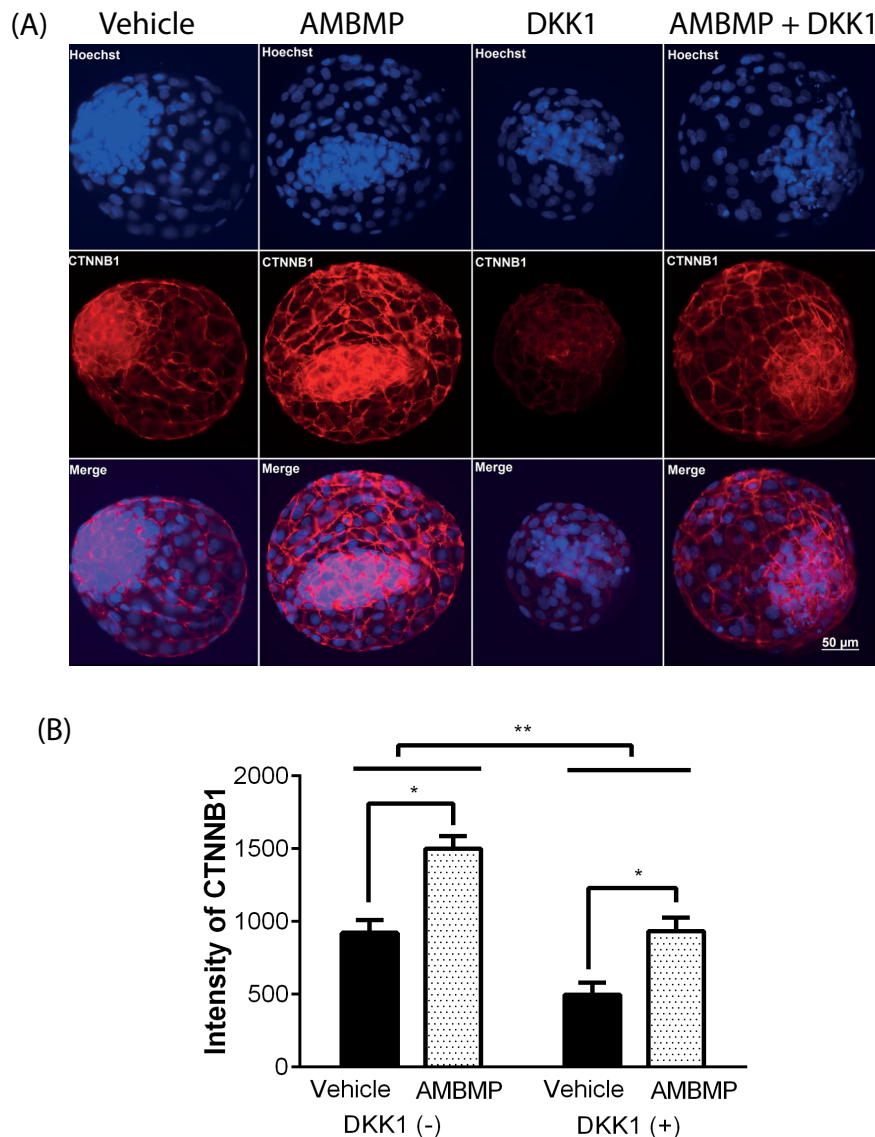 (A) Vehicle AMBMP DKK1 AMBMP + DKK1
Hoechst Hoechst Hoechst Hoechst
CTNNB1 CTNNB1 CTNNB1 CTNNB1
Merge Merge Merge Merge
50 µm
(B)
**
2000
*
1500
*
1000
500
0
Intensity of CTNNB1
Vehicle AMBMP Vehicle AMBMP
DKK1 (-) DKK1 (+)